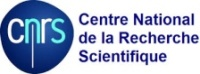 cnrs
Centre National
de la Recherche
Scientifique